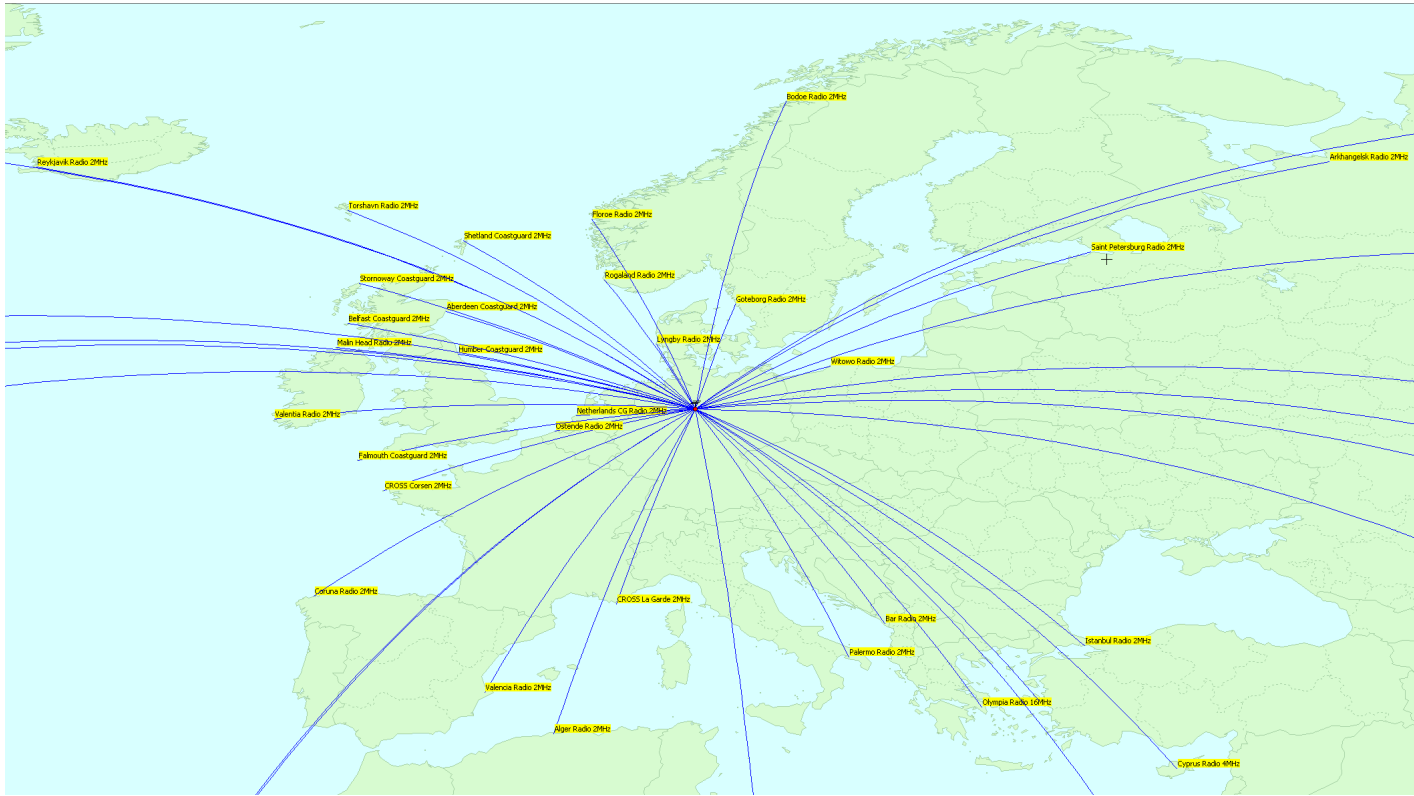 Bodoe Radio 2MHz
Reykjavik Radio 2MHz
Arkhangelsk Radio 2MHz
Torshavn Radio 2MHz
Floroe Radio 2MHz
Shetland Coastguard 2MHz
Saint Petersburg Radio 2MHz
Stornoway Coastguard 2MHz
Rogaland Radio 2MHz
Aberdeen Coastguard 2MHz
Goteborg Radio 2MHz
Belfast Coastguard 2MHz
Malin Head Radio 2MHz
Lyngby Radio 2MHz
Humber Coastguard 2MHz
Witowo Radio 2MHz
Valentia Radio 2MHz
Netherlands CG Radio 2MHz
Ostende Radio 2MHz
Falmouth Coastguard 2MHz
CROSS Corsen 2MHz
Coruna Radio 2MHz
CROSS La Garde 2MHz
Bar Radio 2MHz
Istanbul Radio 2MHz
Palermo Radio 2MHz
Valencia Radio 2MHz
Olympia Radio 16MHz
Alger Radio 2MHz
Cyprus Radio 4MHz